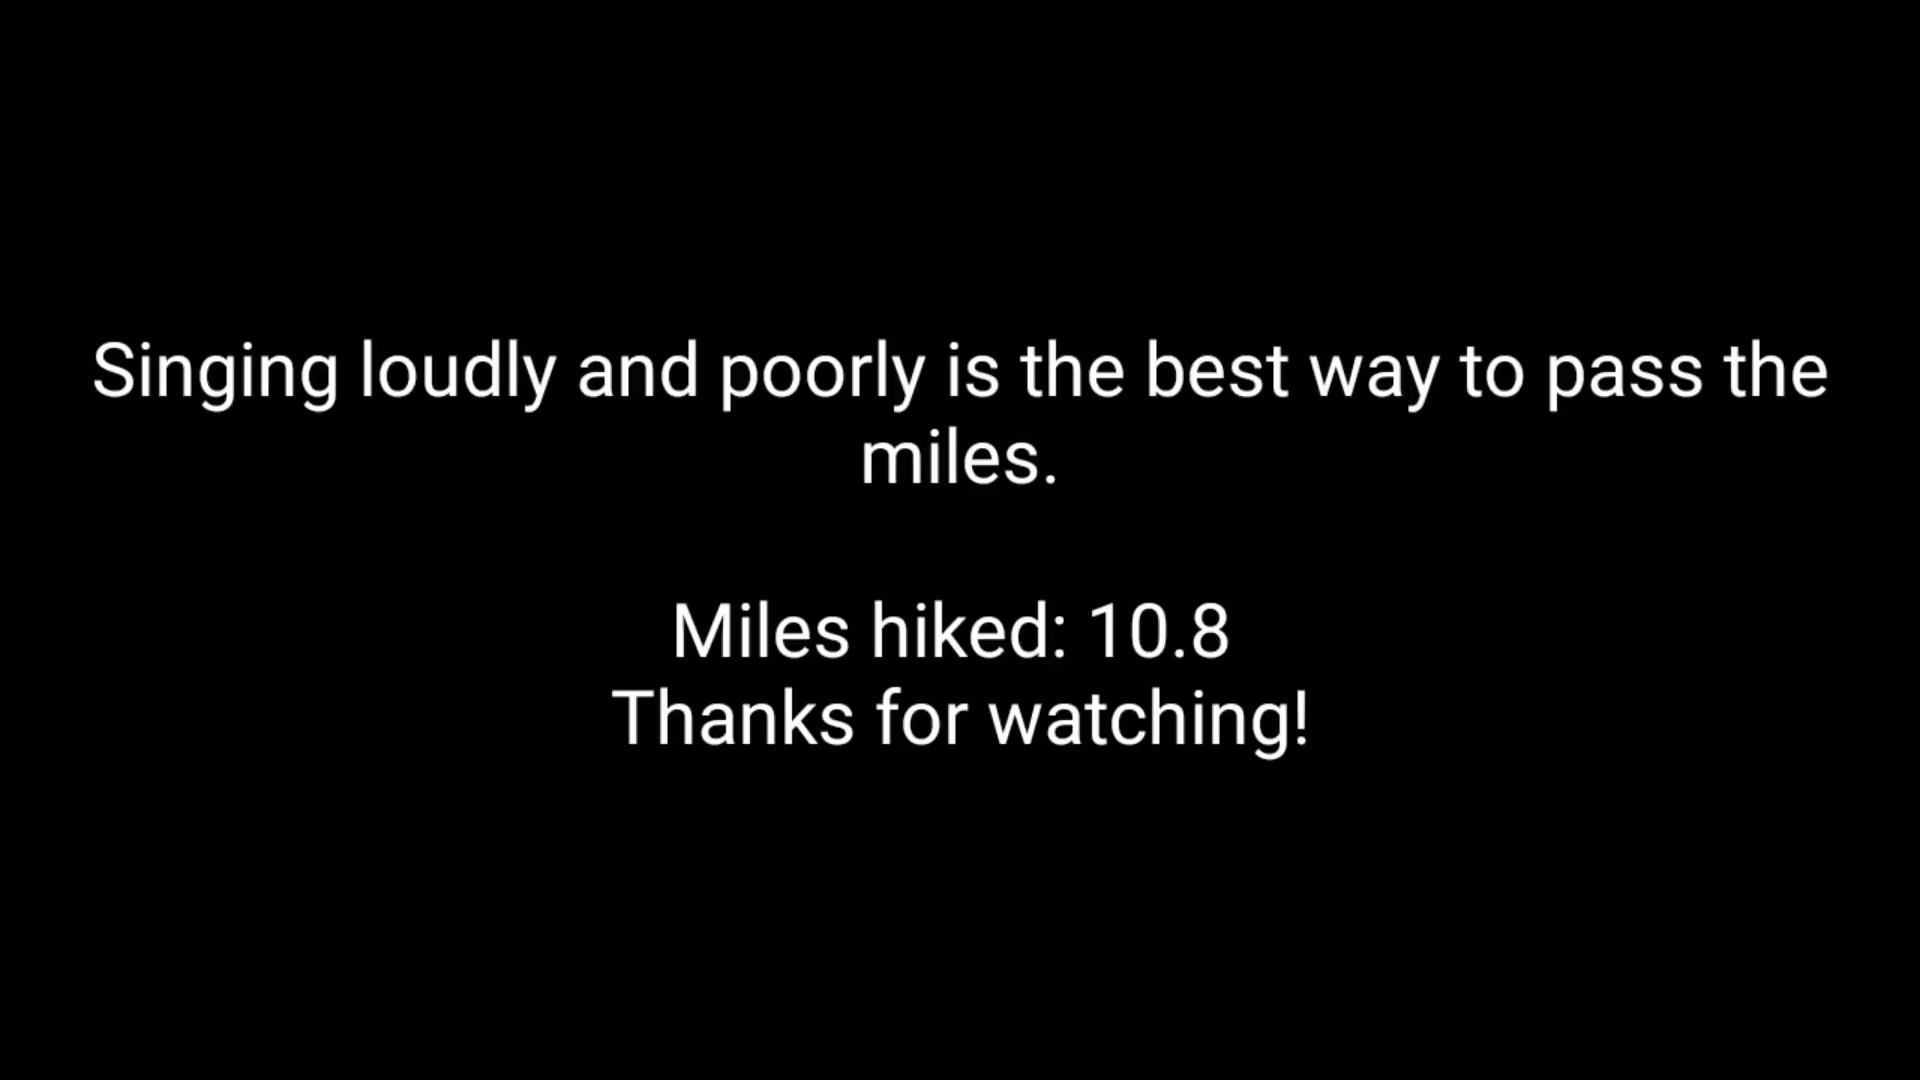 Singing loudly and poorly is the best way to pass the
miles.
Miles hiked: 10.8
Thanks for watching!